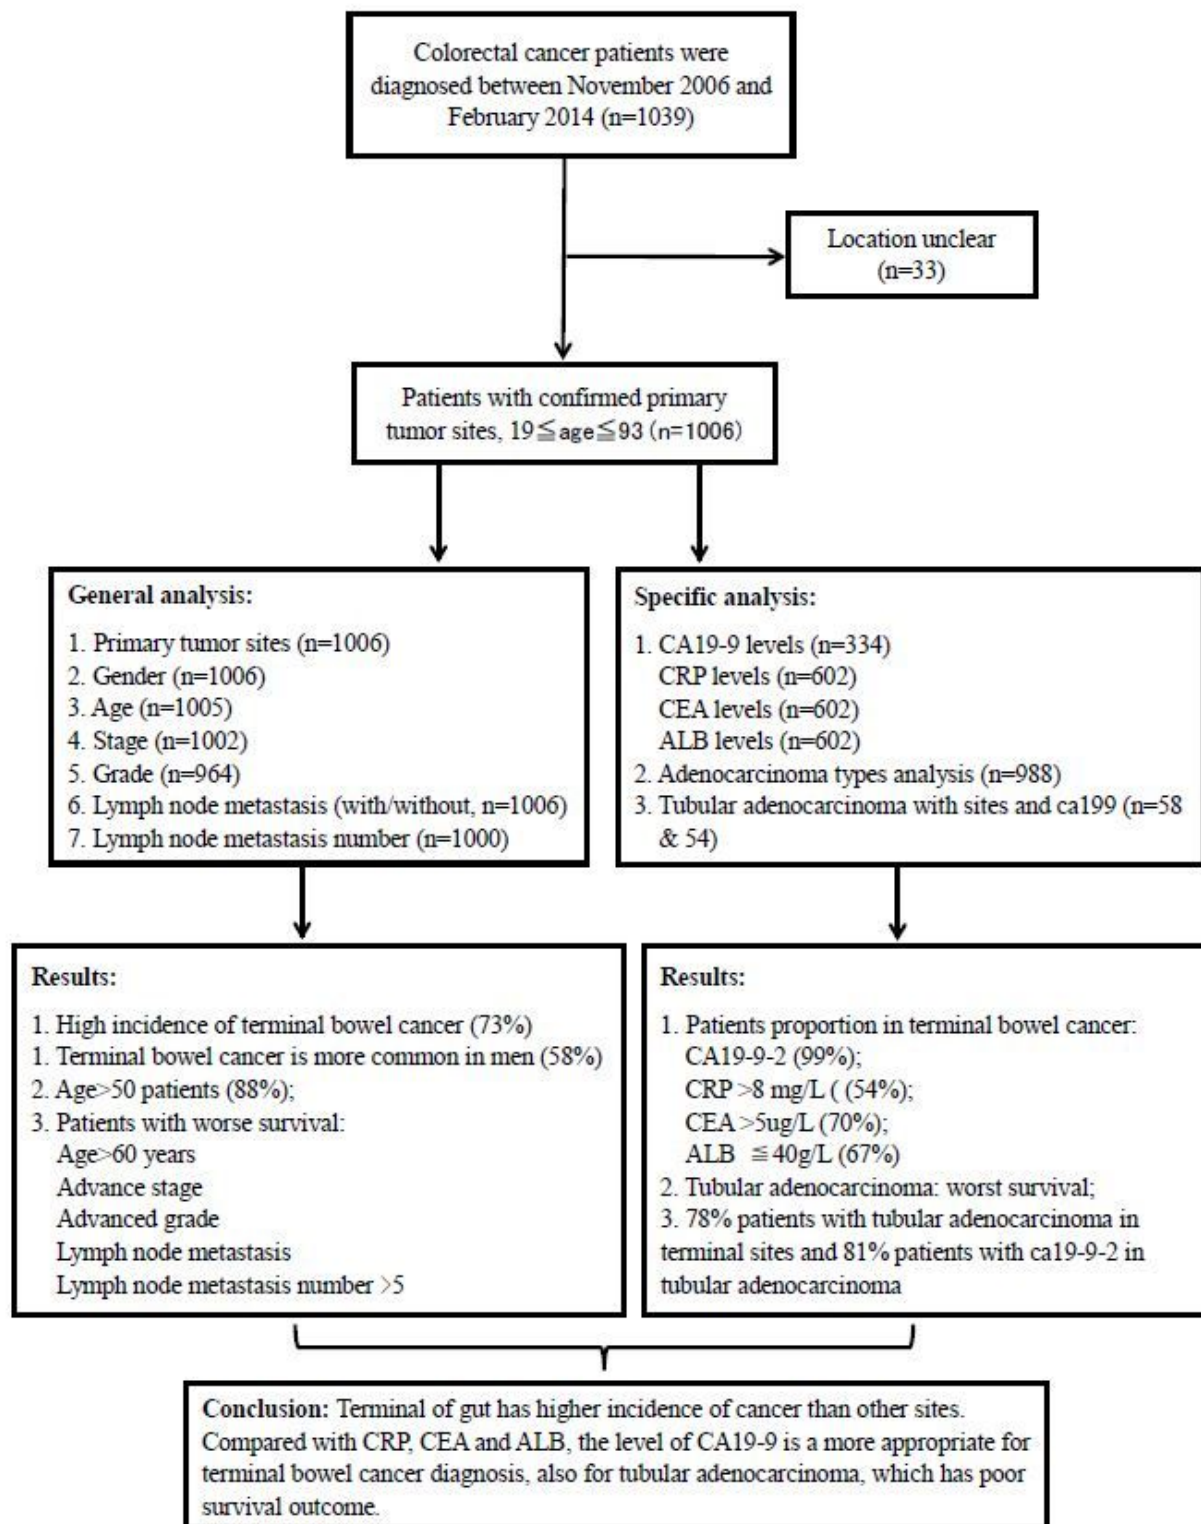 Colorectal cancer patients were
diagnosed between November 2006 and
February 2014 (n=1039)
Location unclear
(n=33)
Patients with confirmed primary
tumor sites, 19≦age≦93 (n=1006)
General analysis:
1. Primary tumor sites (n=1006)
2. Gender (n=1006)
3. Age (n=1005)
4. Stage (n=1002)
5. Grade (n=964)
6. Lymph node metastasis (with/without, n=1006)
7. Lymph node metastasis number (n=1000)
Specific analysis:
1. CA19-9 levels (n=334)
CRP levels (n=602)
CEA levels (n=602)
ALB levels (n=602)
2. Adenocarcinoma types analysis (n=988)
3. Tubular adenocarcinoma with sites and ca199 (n=58
& 54)
Results:
1. High incidence of terminal bowel cancer (73%)
1. Terminal bowel cancer is more common in men (58%)
2. Age>50 patients (88%);
3. Patients with worse survival:
Age>60 years
Advance stage
Advanced grade
Lymph node metastasis
Lymph node metastasis number >5
Results:
1. Patients proportion in terminal bowel cancer:
CA19-9-2 (99%);
CRP >8 mg/L ( (54%);
CEA >5ug/L (70%);
ALB ≦40g/L (67%)
2. Tubular adenocarcinoma: worst survival;
3. 78% patients with tubular adenocarcinoma in
terminal sites and 81% patients with ca19-9-2 in
tubular adenocarcinoma
Conclusion: Terminal of gut has higher incidence of cancer than other sites.
Compared with CRP, CEA and ALB, the level of CA19-9 is a more appropriate for
terminal bowel cancer diagnosis, also for tubular adenocarcinoma, which has poor
survival outcome.